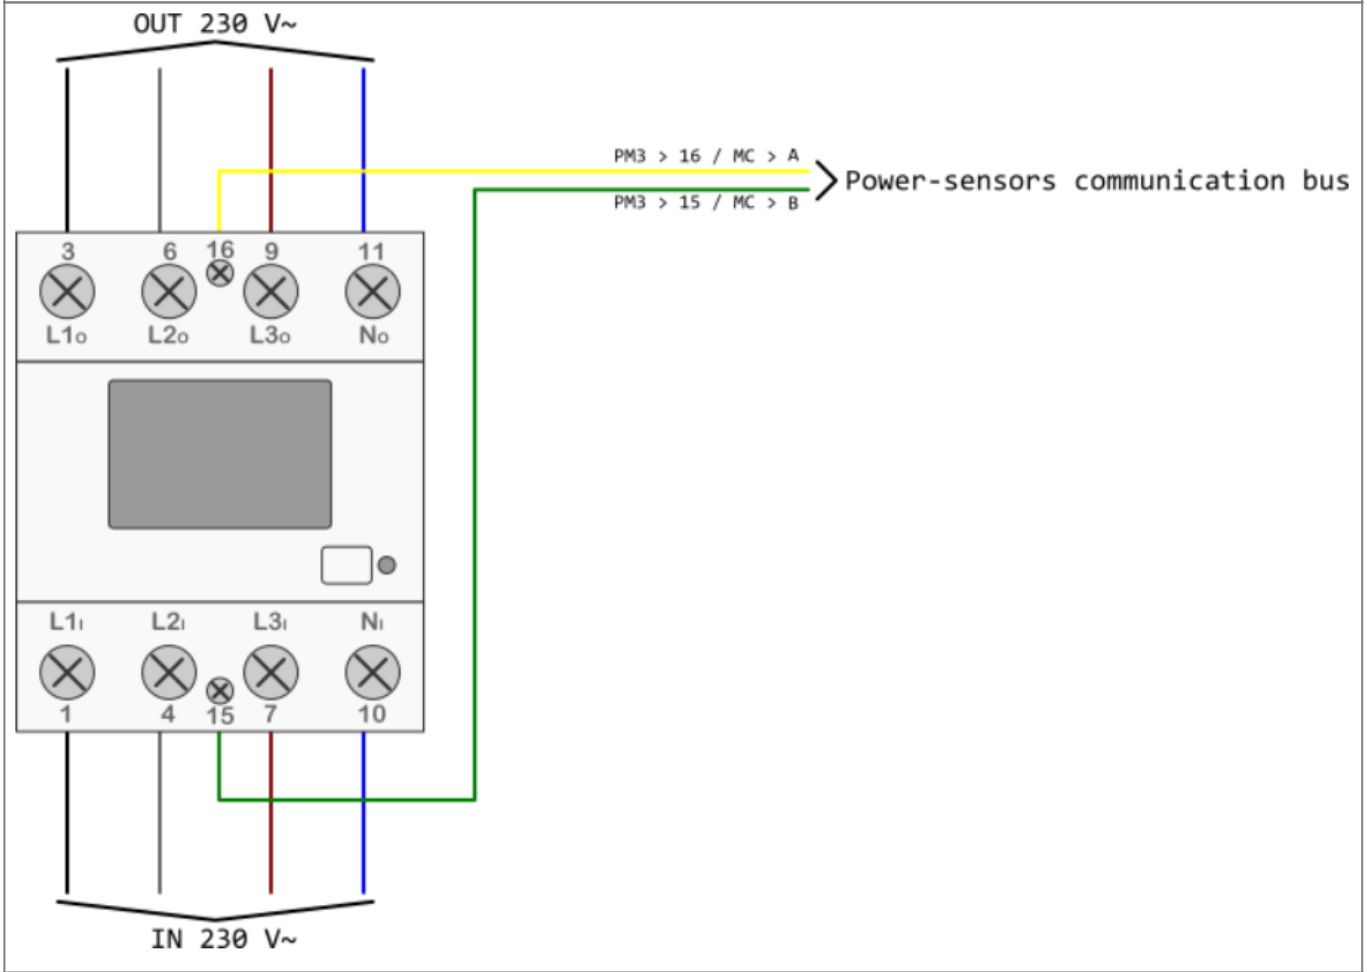 OUT 230 V~
PM3 > 16 / MC > A
Power-sensors communication bus
PM3 > 15 / MC > B
3 6 16 9 11
L1o L2o L3o No
L1I L2I L3I NI
1 4 15 7 10
IN 230 V~